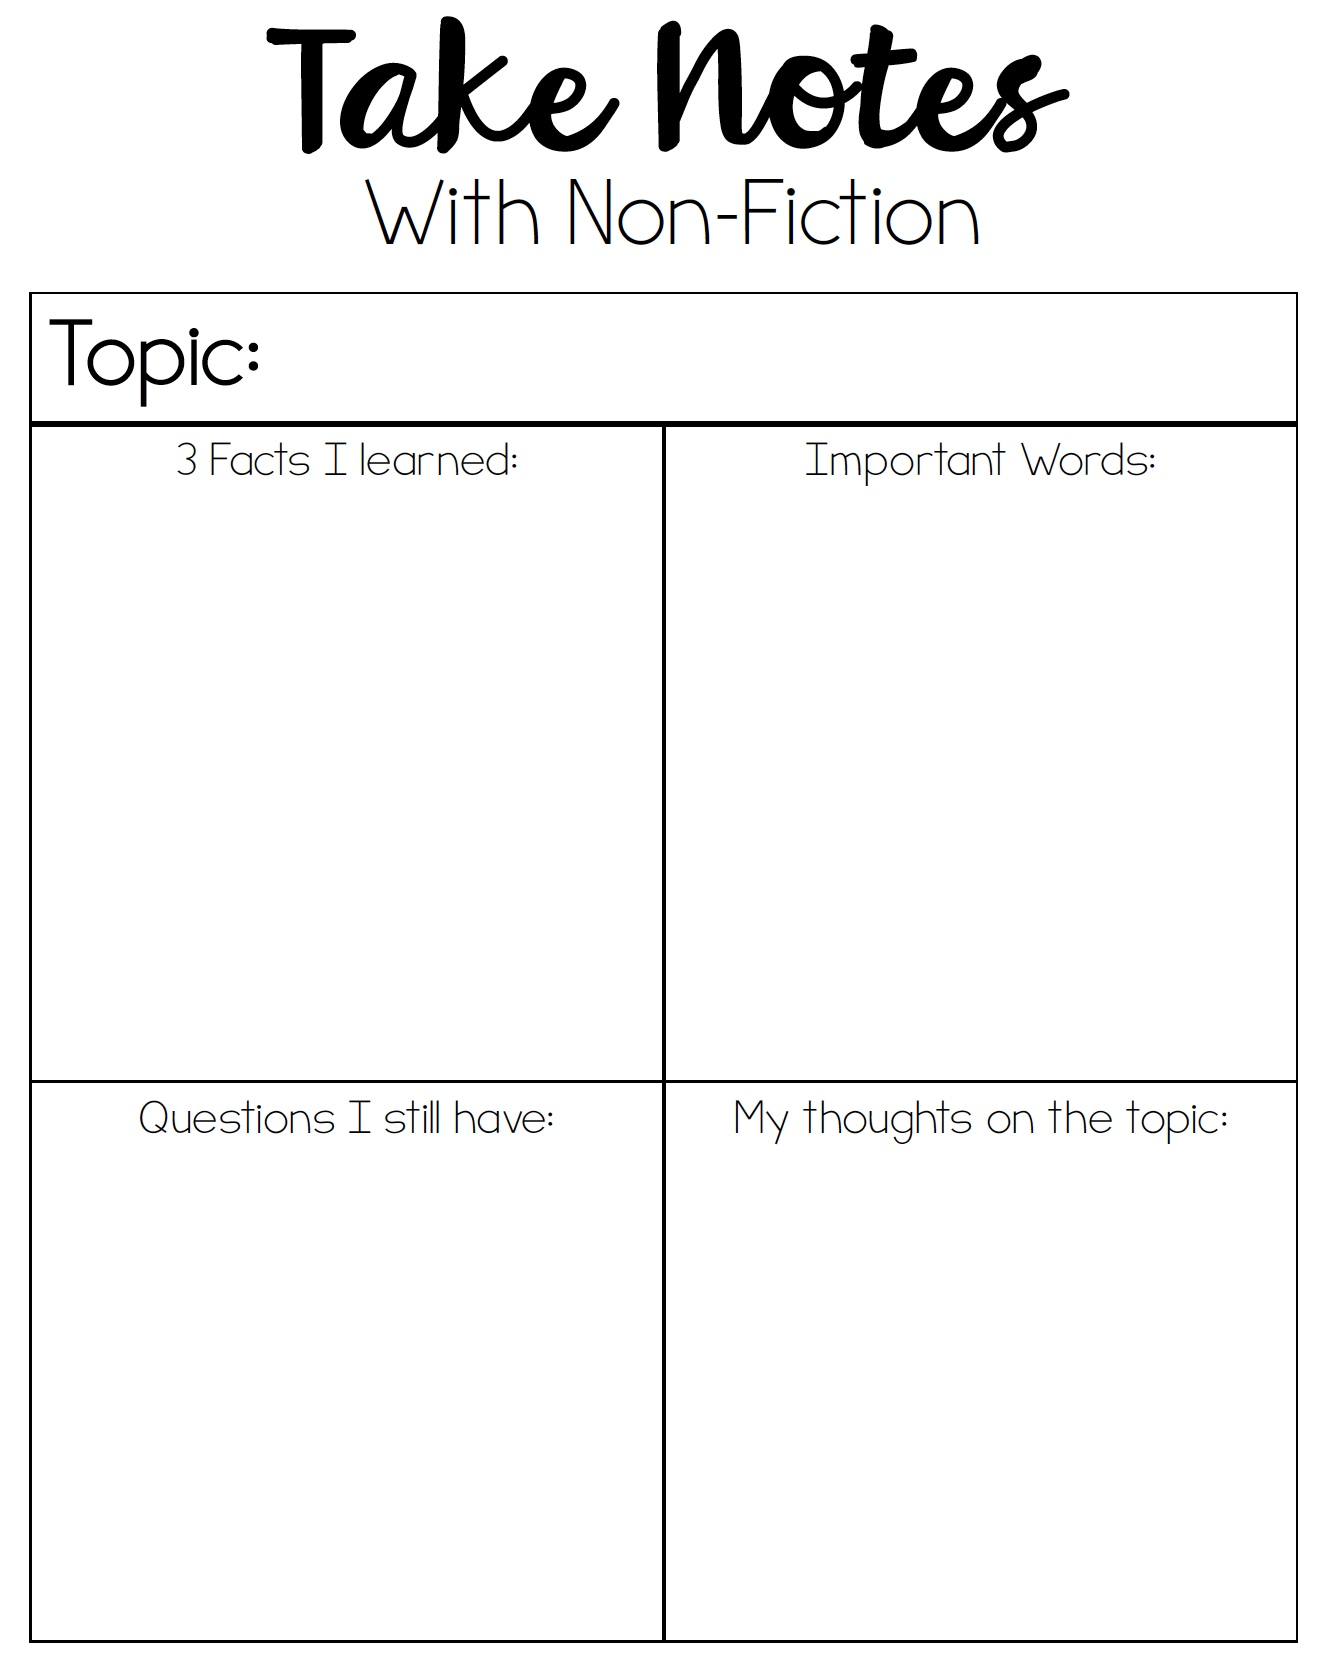 Take Notes
With Non-Fiction
Topic:
3 Facts I learned:
Important Words:
Questions I still have:
My thoughts on the topic: